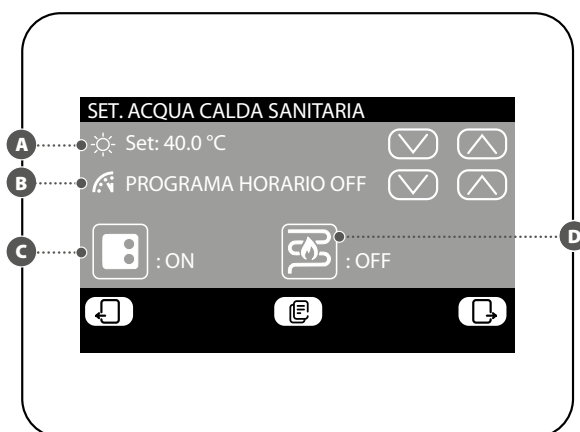 SET. ACQUA CALDA SANITARIA
A Set: 40.0 °C
B PROGRAMA HORARIO OFF
C : ON : OFF D